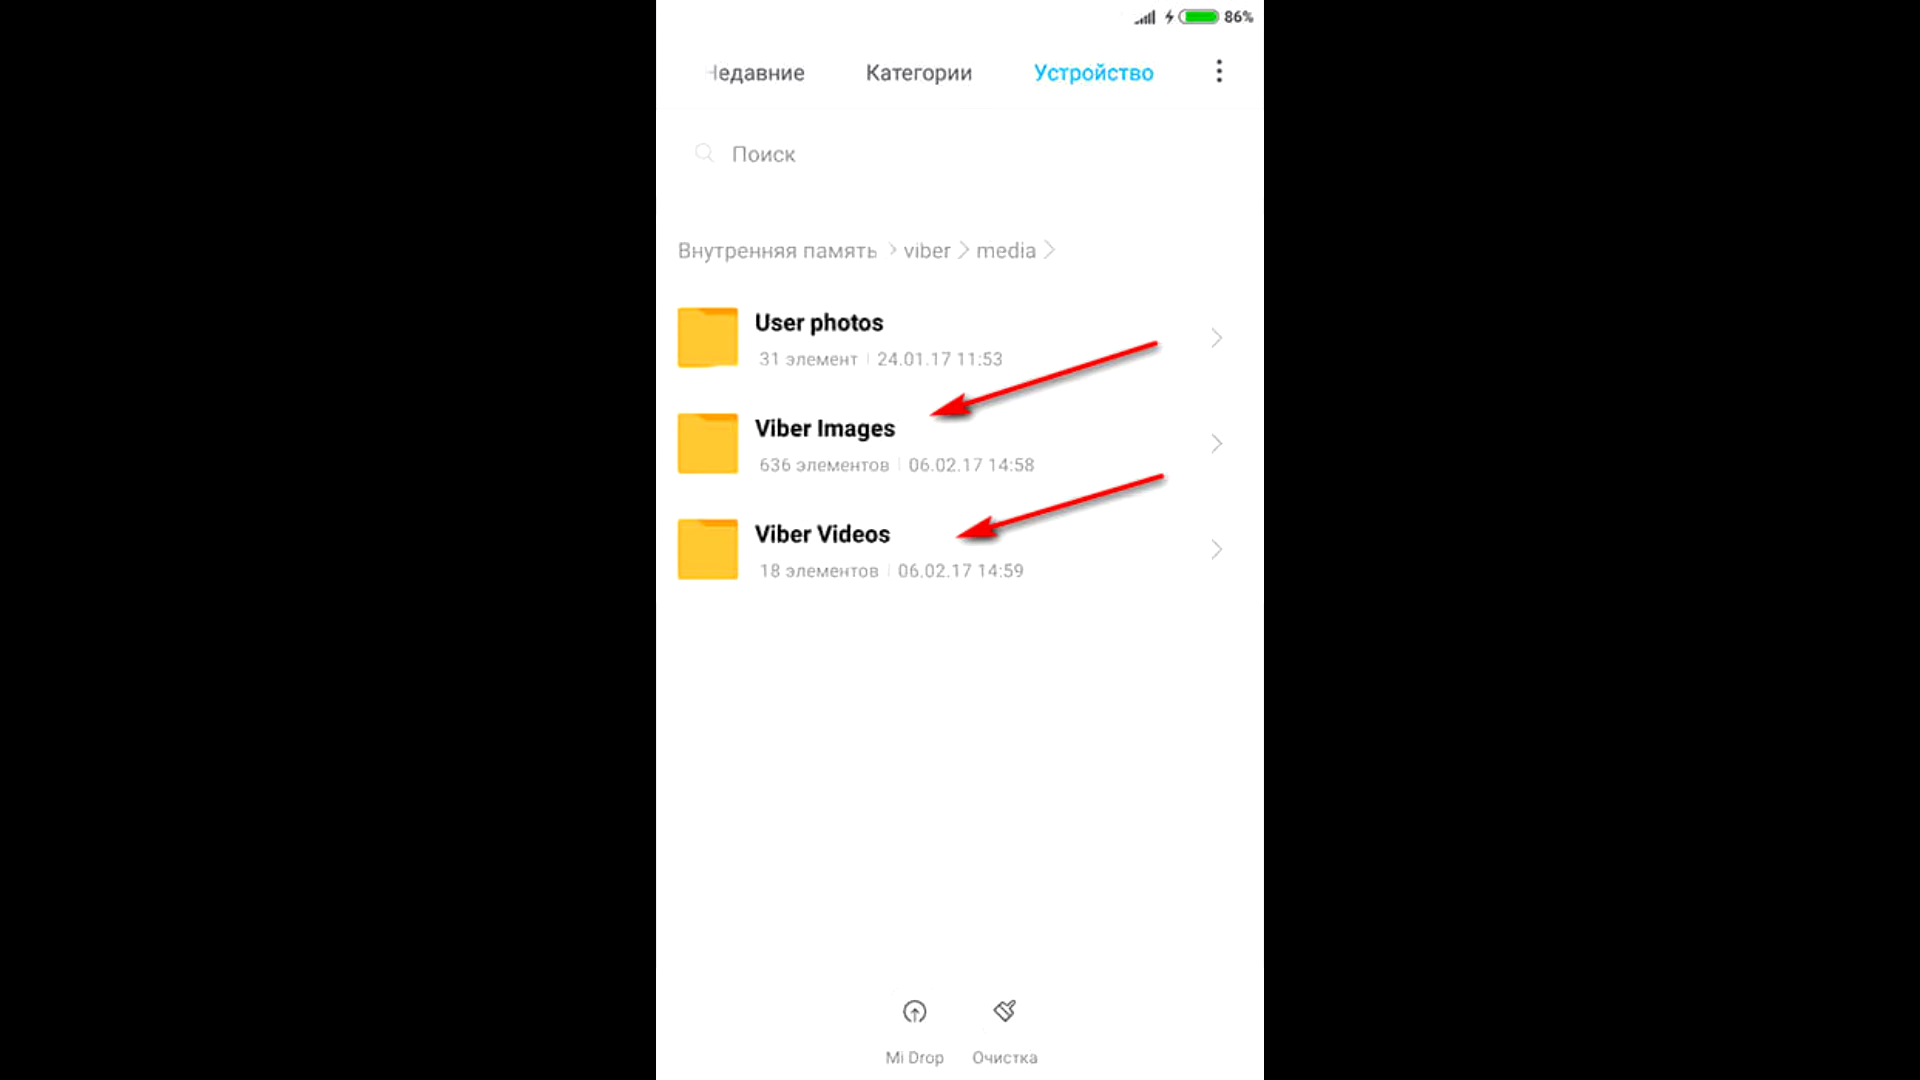 86%
Недавние Категории Устройство
Поиск
Внутренняя память > viber > media >
User photos
31 элемент | 24.01.17 11:53
Viber Images
636 элементов | 06.02.17 14:58
Viber Videos
18 элементов | 06.02.17 14:59
Mi Drop Очистка